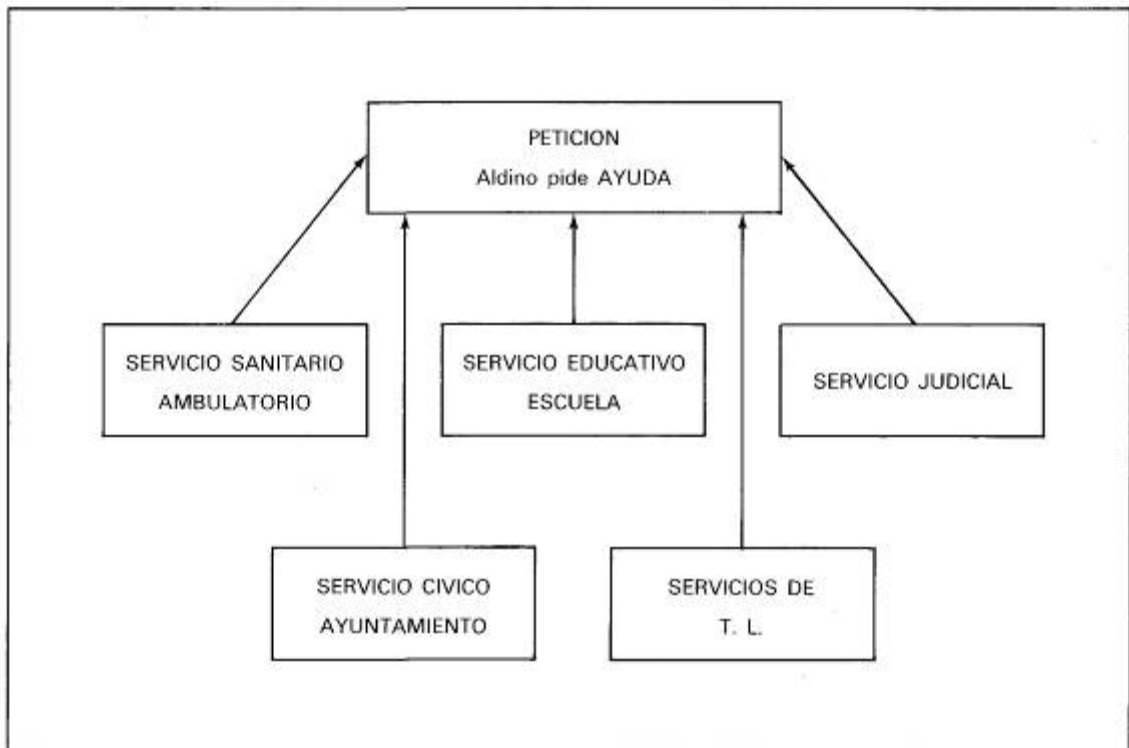 PETICION
Aldino pide AYUDA
SERVICIO SANITARIO
AMBULATORIO
SERVICIO EDUCATIVO
ESCUELA
SERVICIO JUDICIAL
SERVICIO CIVICO
AYUNTAMIENTO
SERVICIOS DE
T. L.